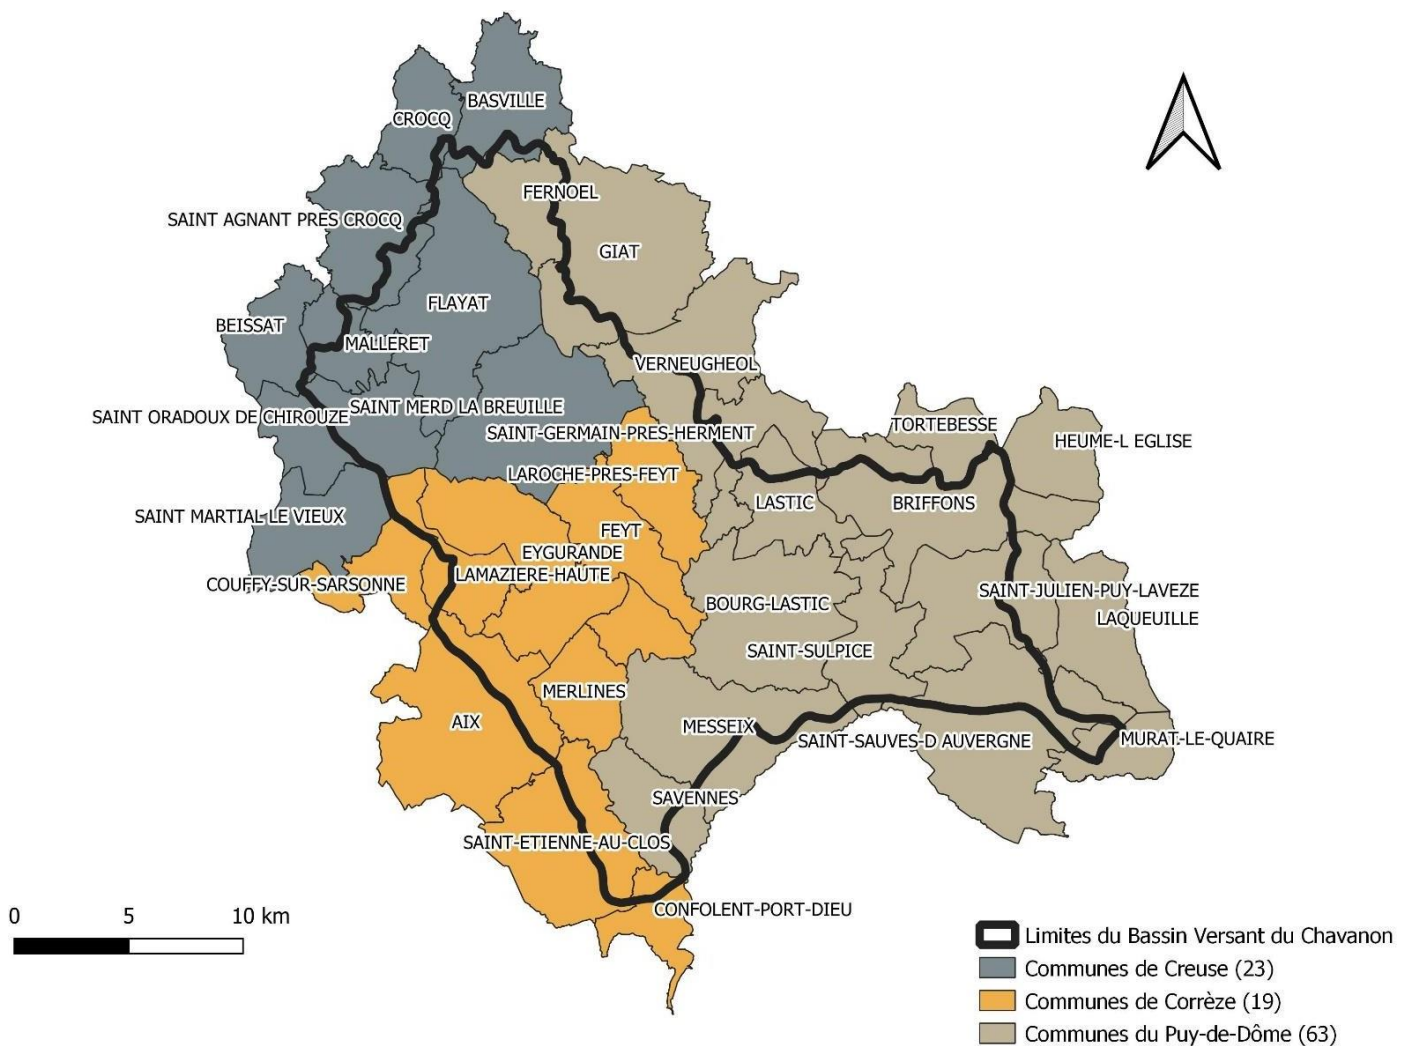 BASVILLE
CROCQ
FERNOEL
SAINT AGNANT PRES CROCQ
GIAT
FLAYAT
BEISSAT
MALLERET
VERNEUGHEOL
SAINT MERD LA BREUILLE
SAINT ORADOUX DE CHIROUZE
TORTEBESSE
SAINT-GERMAIN-PRES-HERMENT
HEUME-L EGLISE
LAROCHE-PRES-FEYT
LASTIC
BRIFFONS
SAINT MARTIAL LE VIEUX
FEYT
EYGURANDE
LAMAZIERE-HAUTE
COUFFY-SUR-SARSONNE
SAINT-JULIEN-PUY-LAVEZE
BOURG-LASTIC
LAQUEUILLE
SAINT-SULPICE
MERLINES
AIX
MESSEIX
SAINT-SAUVES-D AUVERGNE
MURAT-LE-QUAIRE
SAVENNES
SAINT-ETIENNE-AU-CLOS
CONFOLENT-PORT-DIEU
0 5 10 km
Limites du Bassin Versant du Chavanon
Communes de Creuse (23)
Communes de Corrèze (19)
Communes du Puy-de-Dôme (63)